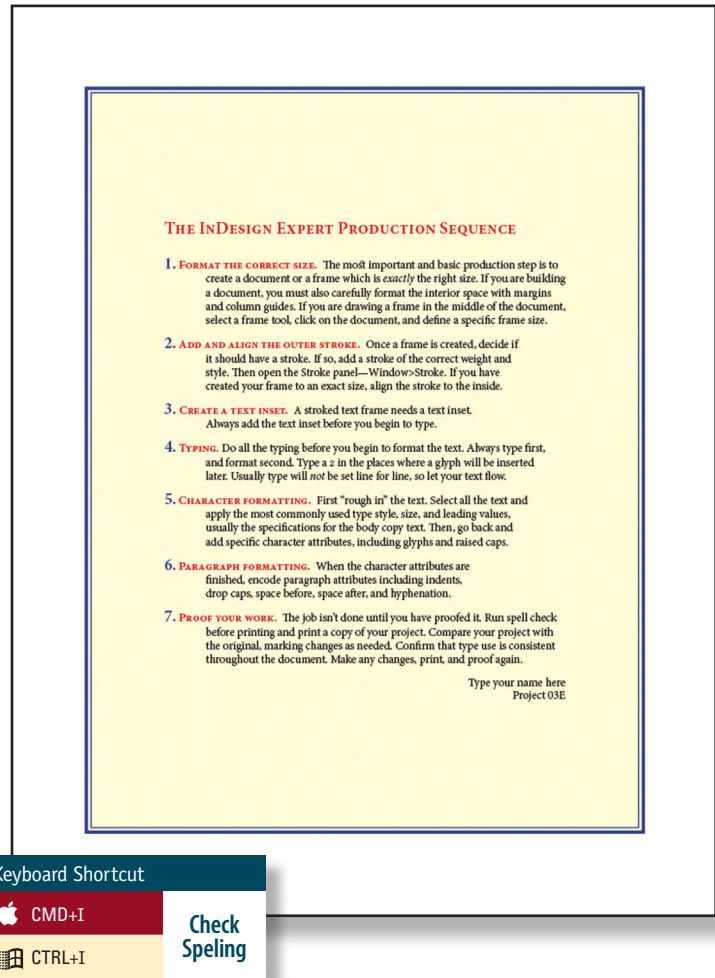 THE INDESIGN EXPERT PRODUCTION SEQUENCE
1. FORMAT THE CORRECT SIZE. The most important and basic production step is to
create a document or a frame which is exactly the right size. If you are building
a document, you must also carefully format the interior space with margins
and column guides. If you are drawing a frame in the middle of the document,
select a frame tool, click on the document, and define a specific frame size.
2. ADD AND ALIGN THE OUTER STROKE. Once a frame is created, decide if
it should have a stroke. If so, add a stroke of the correct weight and
style. Then open the Stroke panel—Window>Stroke. If you have
created your frame to an exact size, align the stroke to the inside.
3. CREATE A TEXT INSET. A stroked text frame needs a text inset.
Always add the text inset before you begin to type.
4. TYPING. Do all the typing before you begin to format the text. Always type first,
and format second. Type a z in the places where a glyph will be inserted
later. Usually type will not be set line for line, so let your text flow.
5. CHARACTER FORMATTING. First “rough in” the text. Select all the text and
apply the most commonly used type style, size, and leading values,
usually the specifications for the body copy text. Then, go back and
add specific character attributes, including glyphs and raised caps.
6. PARAGRAPH FORMATTING. When the character attributes are
finished, encode paragraph attributes including indents,
drop caps, space before, space after, and hyphenation.
7. PROOF YOUR WORK. The job isn’t done until you have proofed it. Run spell check
before printing and print a copy of your project. Compare your project with
the original, marking changes as needed. Confirm that type use is consistent
throughout the document. Make any changes, print, and proof again.
Type your name here
Project 03E
Keyboard Shortcut
CMD+I
CTRL+I
Check
Speling